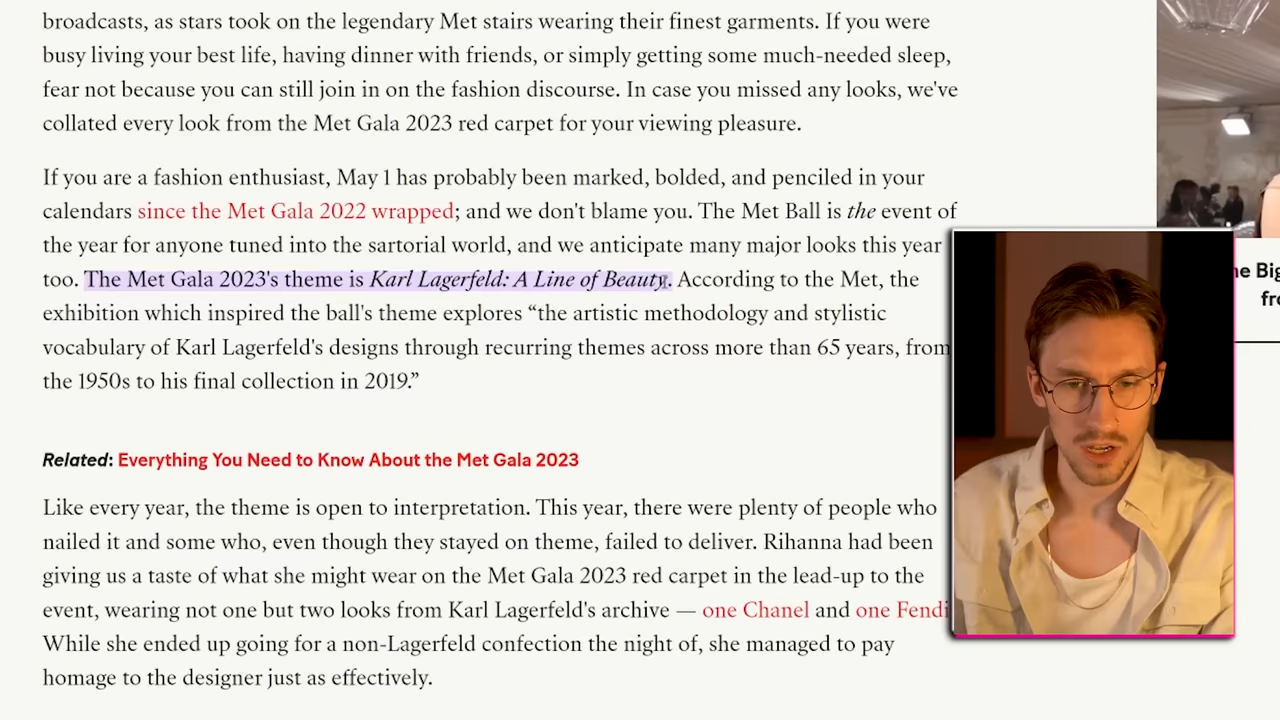 broadcasts, as stars took on the legendary Met stairs wearing their finest garments. If you were
busy living your best life, having dinner with friends, or simply getting some much-needed sleep,
fear not because you can still join in on the fashion discourse. In case you missed any looks, we've
collated every look from the Met Gala 2023 red carpet for your viewing pleasure.
If you are a fashion enthusiast, May 1 has probably been marked, bolded, and penciled in your
calendars since the Met Gala 2022 wrapped; and we don't blame you. The Met Ball is the event of
the year for anyone tuned into the sartorial world, and we anticipate many major looks this year
too. The Met Gala 2023's theme is Karl Lagerfeld: A Line of Beauty. According to the Met, the
exhibition which inspired the ball's theme explores “the artistic methodology and stylistic
vocabulary of Karl Lagerfeld's designs through recurring themes across more than 65 years, from
the 1950s to his final collection in 2019.”
Related: Everything You Need to Know About the Met Gala 2023
Like every year, the theme is open to interpretation. This year, there were plenty of people who
nailed it and some who, even though they stayed on theme, failed to deliver. Rihanna had been
giving us a taste of what she might wear on the Met Gala 2023 red carpet in the lead-up to the
event, wearing not one but two looks from Karl Lagerfeld's archive — one Chanel and one Fendi
While she ended up going for a non-Lagerfeld confection the night of, she managed to pay
homage to the designer just as effectively.